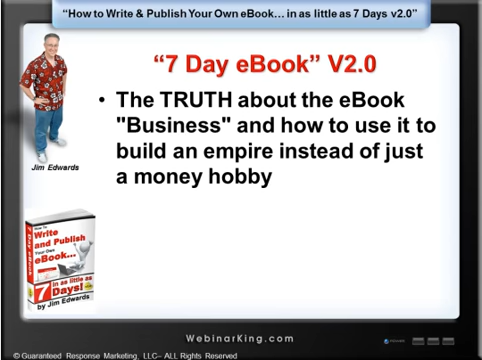 “How to Write & Publish Your Own eBook… in as little as 7 Days v2.0”
“7 Day eBook” V2.0
• The TRUTH about the eBook
"Business" and how to use it to
build an empire instead of just
a money hobby
Jim Edwards
How To
Write
and Publish
Your Own
eBook...
in as little as
7 Days!
by Jim Edwards
WebinarKing.com
© Guaranteed Response Marketing, LLC– ALL Rights Reserved